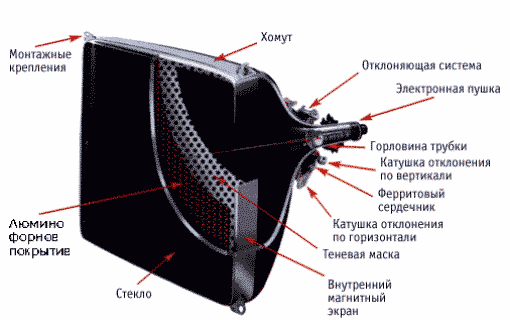 Хомут
Монтажные
крепления
Отклоняющая система
Электронная пушка
Горловина трубки
Катушка отклонения
по вертикали
Ферритовый
сердечник
Катушка отклонения
по горизонтали
Люмино
форное
покрытие
Теневая маска
Стекло
Внутренний
магнитный
экран